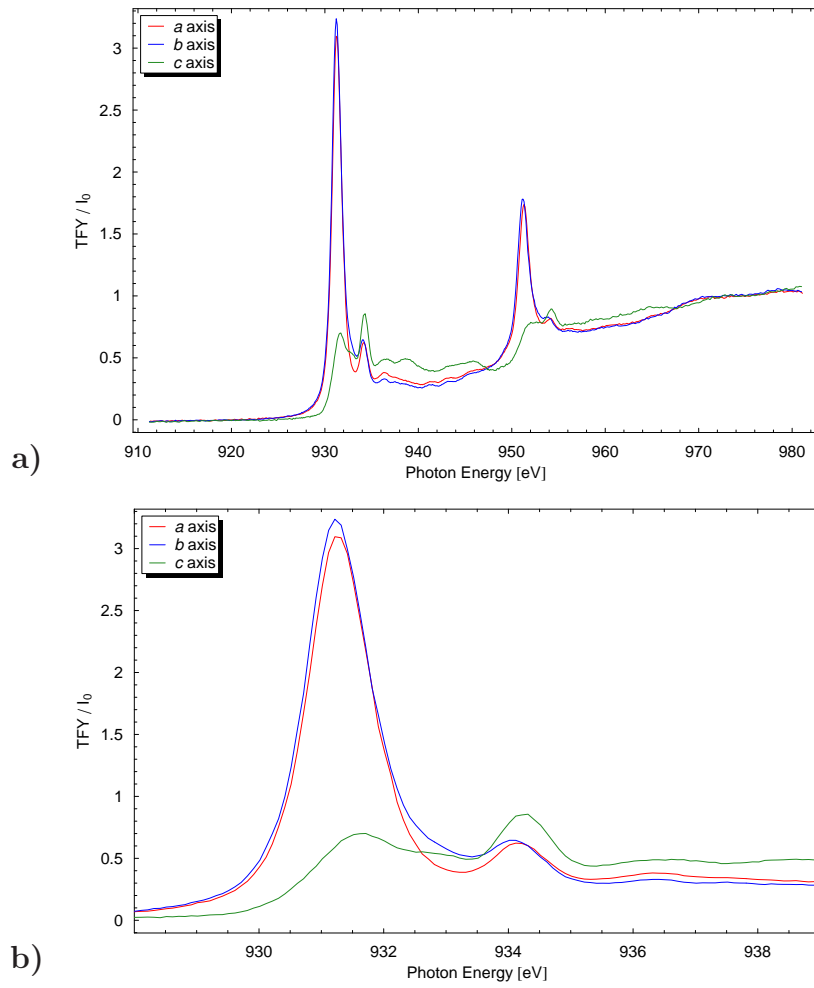 a axis
b axis
c axis
3
2.5
2
1.5
1
0.5
0
TFY / I0
910 920 930 940 950 960 970 980
Photon Energy [eV]
a)
a axis
b axis
c axis
3
2.5
2
1.5
1
0.5
0
TFY / I0
930 932 934 936 938
Photon Energy [eV]
b)